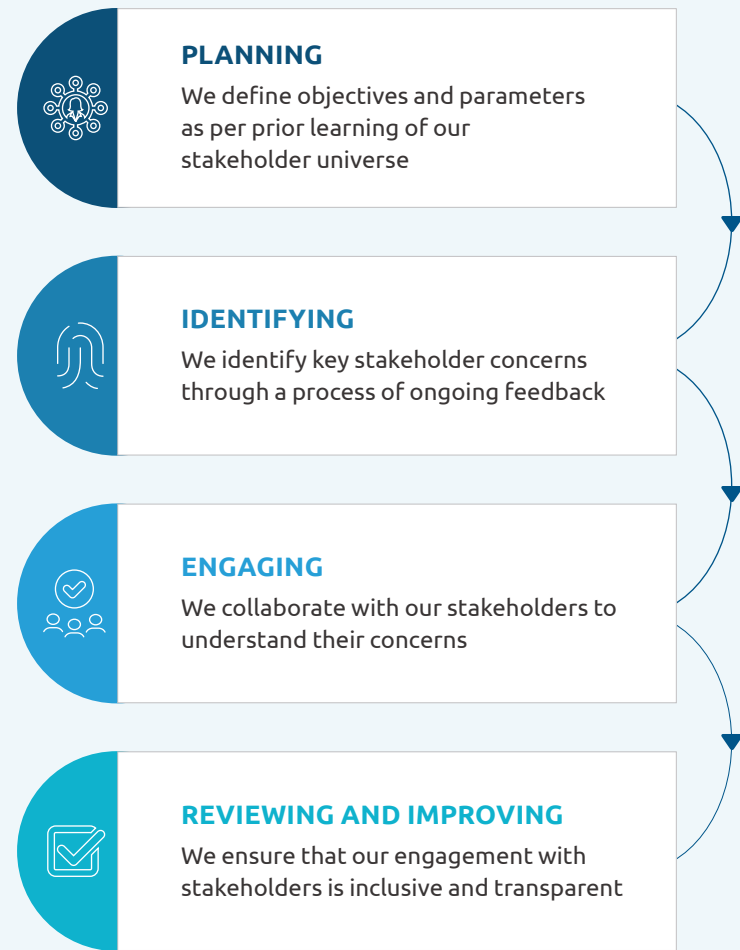 PLANNING
We define objectives and parameters
as per prior learning of our
stakeholder universe
IDENTIFYING
We identify key stakeholder concerns
through a process of ongoing feedback
ENGAGING
We collaborate with our stakeholders to
understand their concerns
REVIEWING AND IMPROVING
We ensure that our engagement with
stakeholders is inclusive and transparent